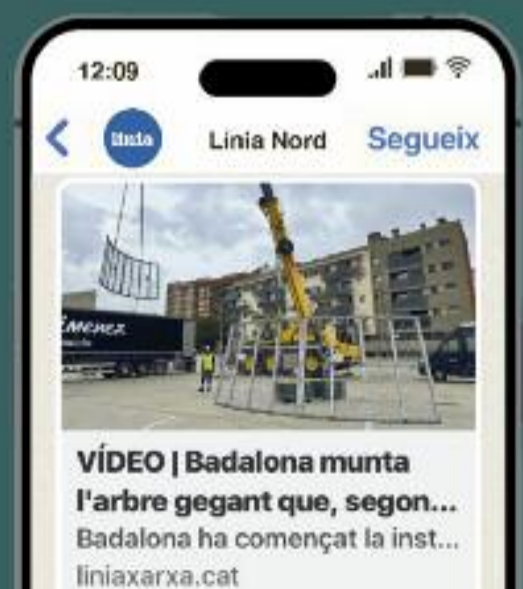 12:09
línia
Linia Nord
Segueix
VÍDEO | Badalona munta
l'arbre gegant que, segon...
Badalona ha començat la inst...
liniaxarxa.cat